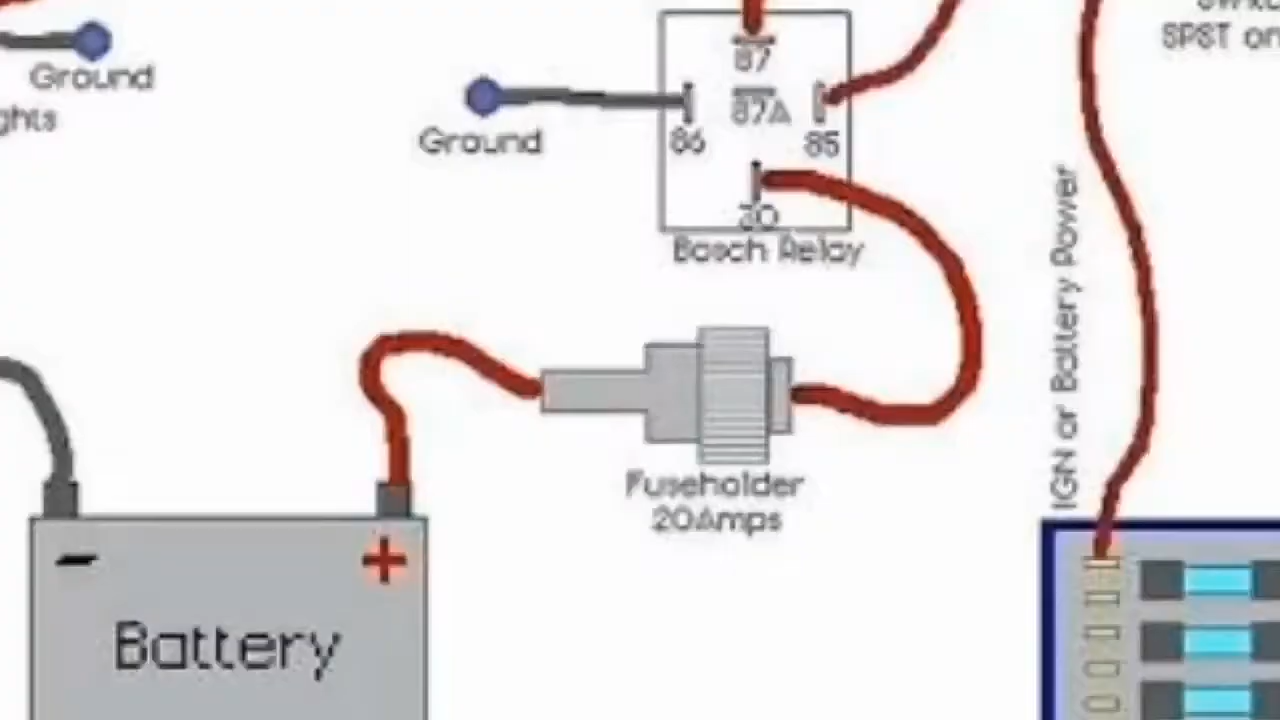 SPST on
Ground
ghts
87
87A
86
85
Ground
30
Bosch Relay
IGN or Battery Power
Fuseholder
20Amps
-
+
Battery